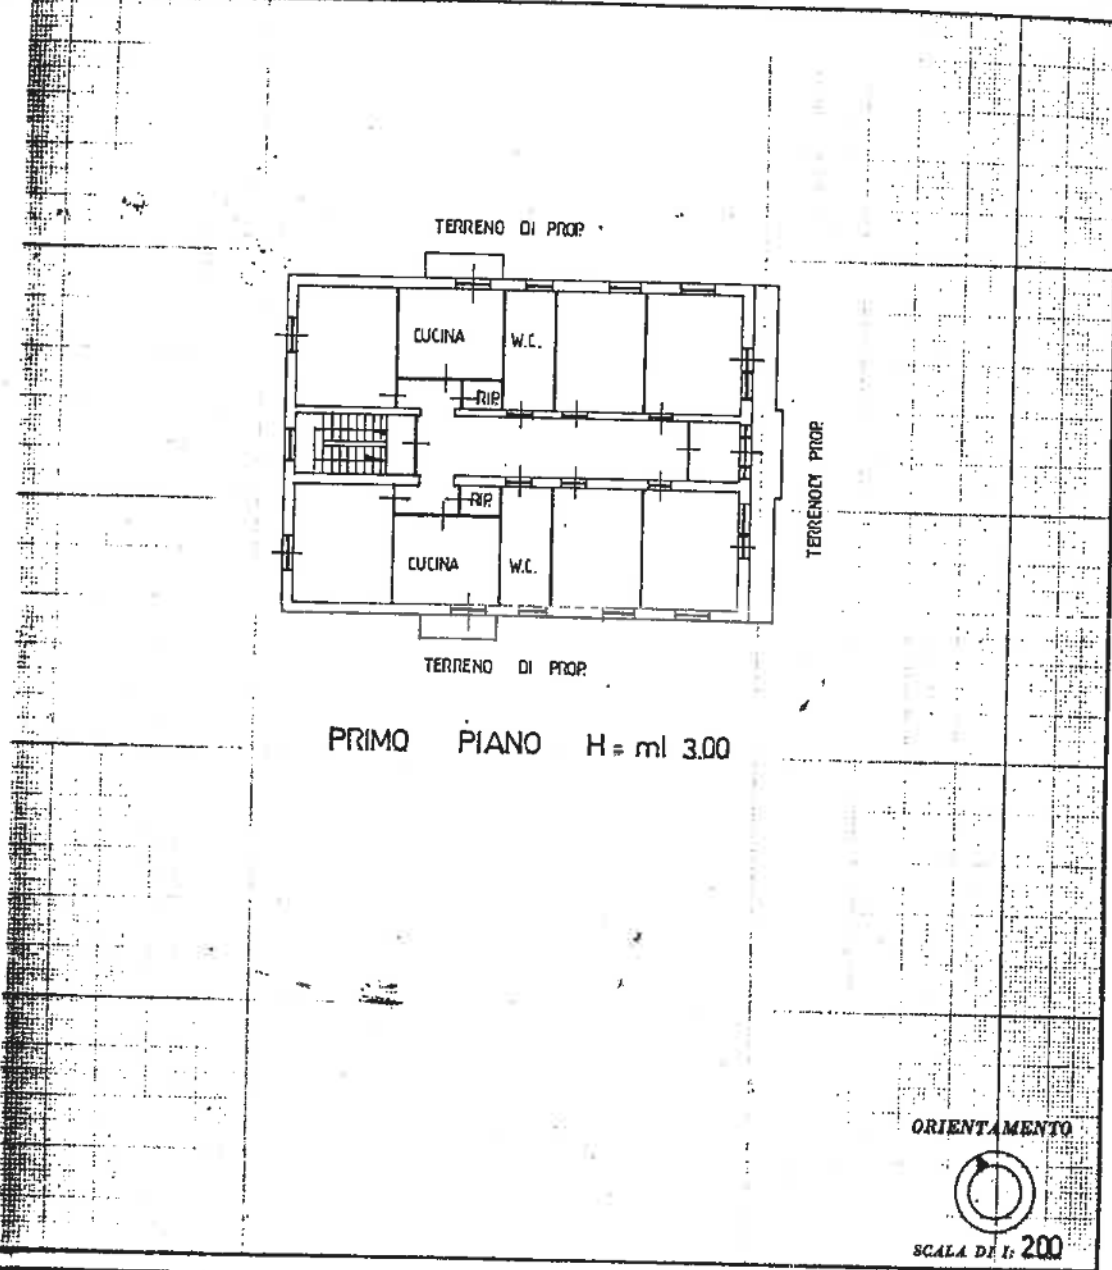 TERRENO DI PROP.
CUCINA
W.C.
RIP.
TERRENO DI PROP.
RIP.
CUCINA
W.C.
TERRENO DI PROP.
PRIMO PIANO H = ml 3.00
ORIENTAMENTO
SCALA DI 1: 200